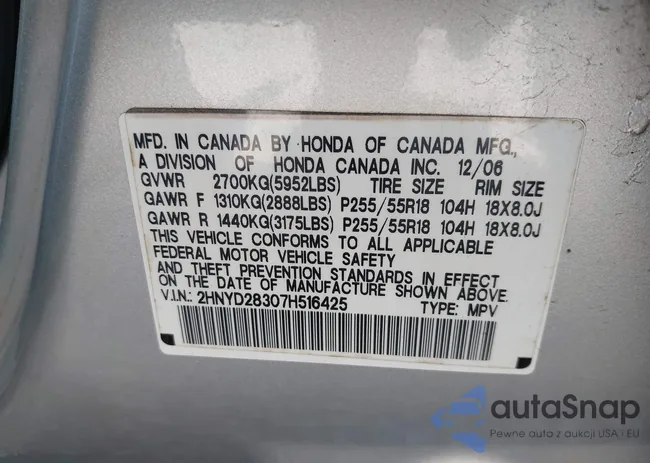 MFD. IN CANADA BY HONDA OF CANADA MFG.,
A DIVISION OF HONDA CANADA INC. 12/06
GVWR 2700KG(5952LBS) TIRE SIZE RIM SIZE
GAWR F 1310KG(2888LBS) P255/55R18 104H 18X8.0J
GAWR R 1440KG(3175LBS) P255/55R18 104H 18X8.0J
THIS VEHICLE CONFORMS TO ALL APPLICABLE
FEDERAL MOTOR VEHICLE SAFETY
AND THEFT PREVENTION STANDARDS IN EFFECT
ON THE DATE OF MANUFACTURE SHOWN ABOVE.
V.I.N.: 2HNYD28307H516425 TYPE: MPV
autoSnap
Pewne auta z aukcji USA i EU